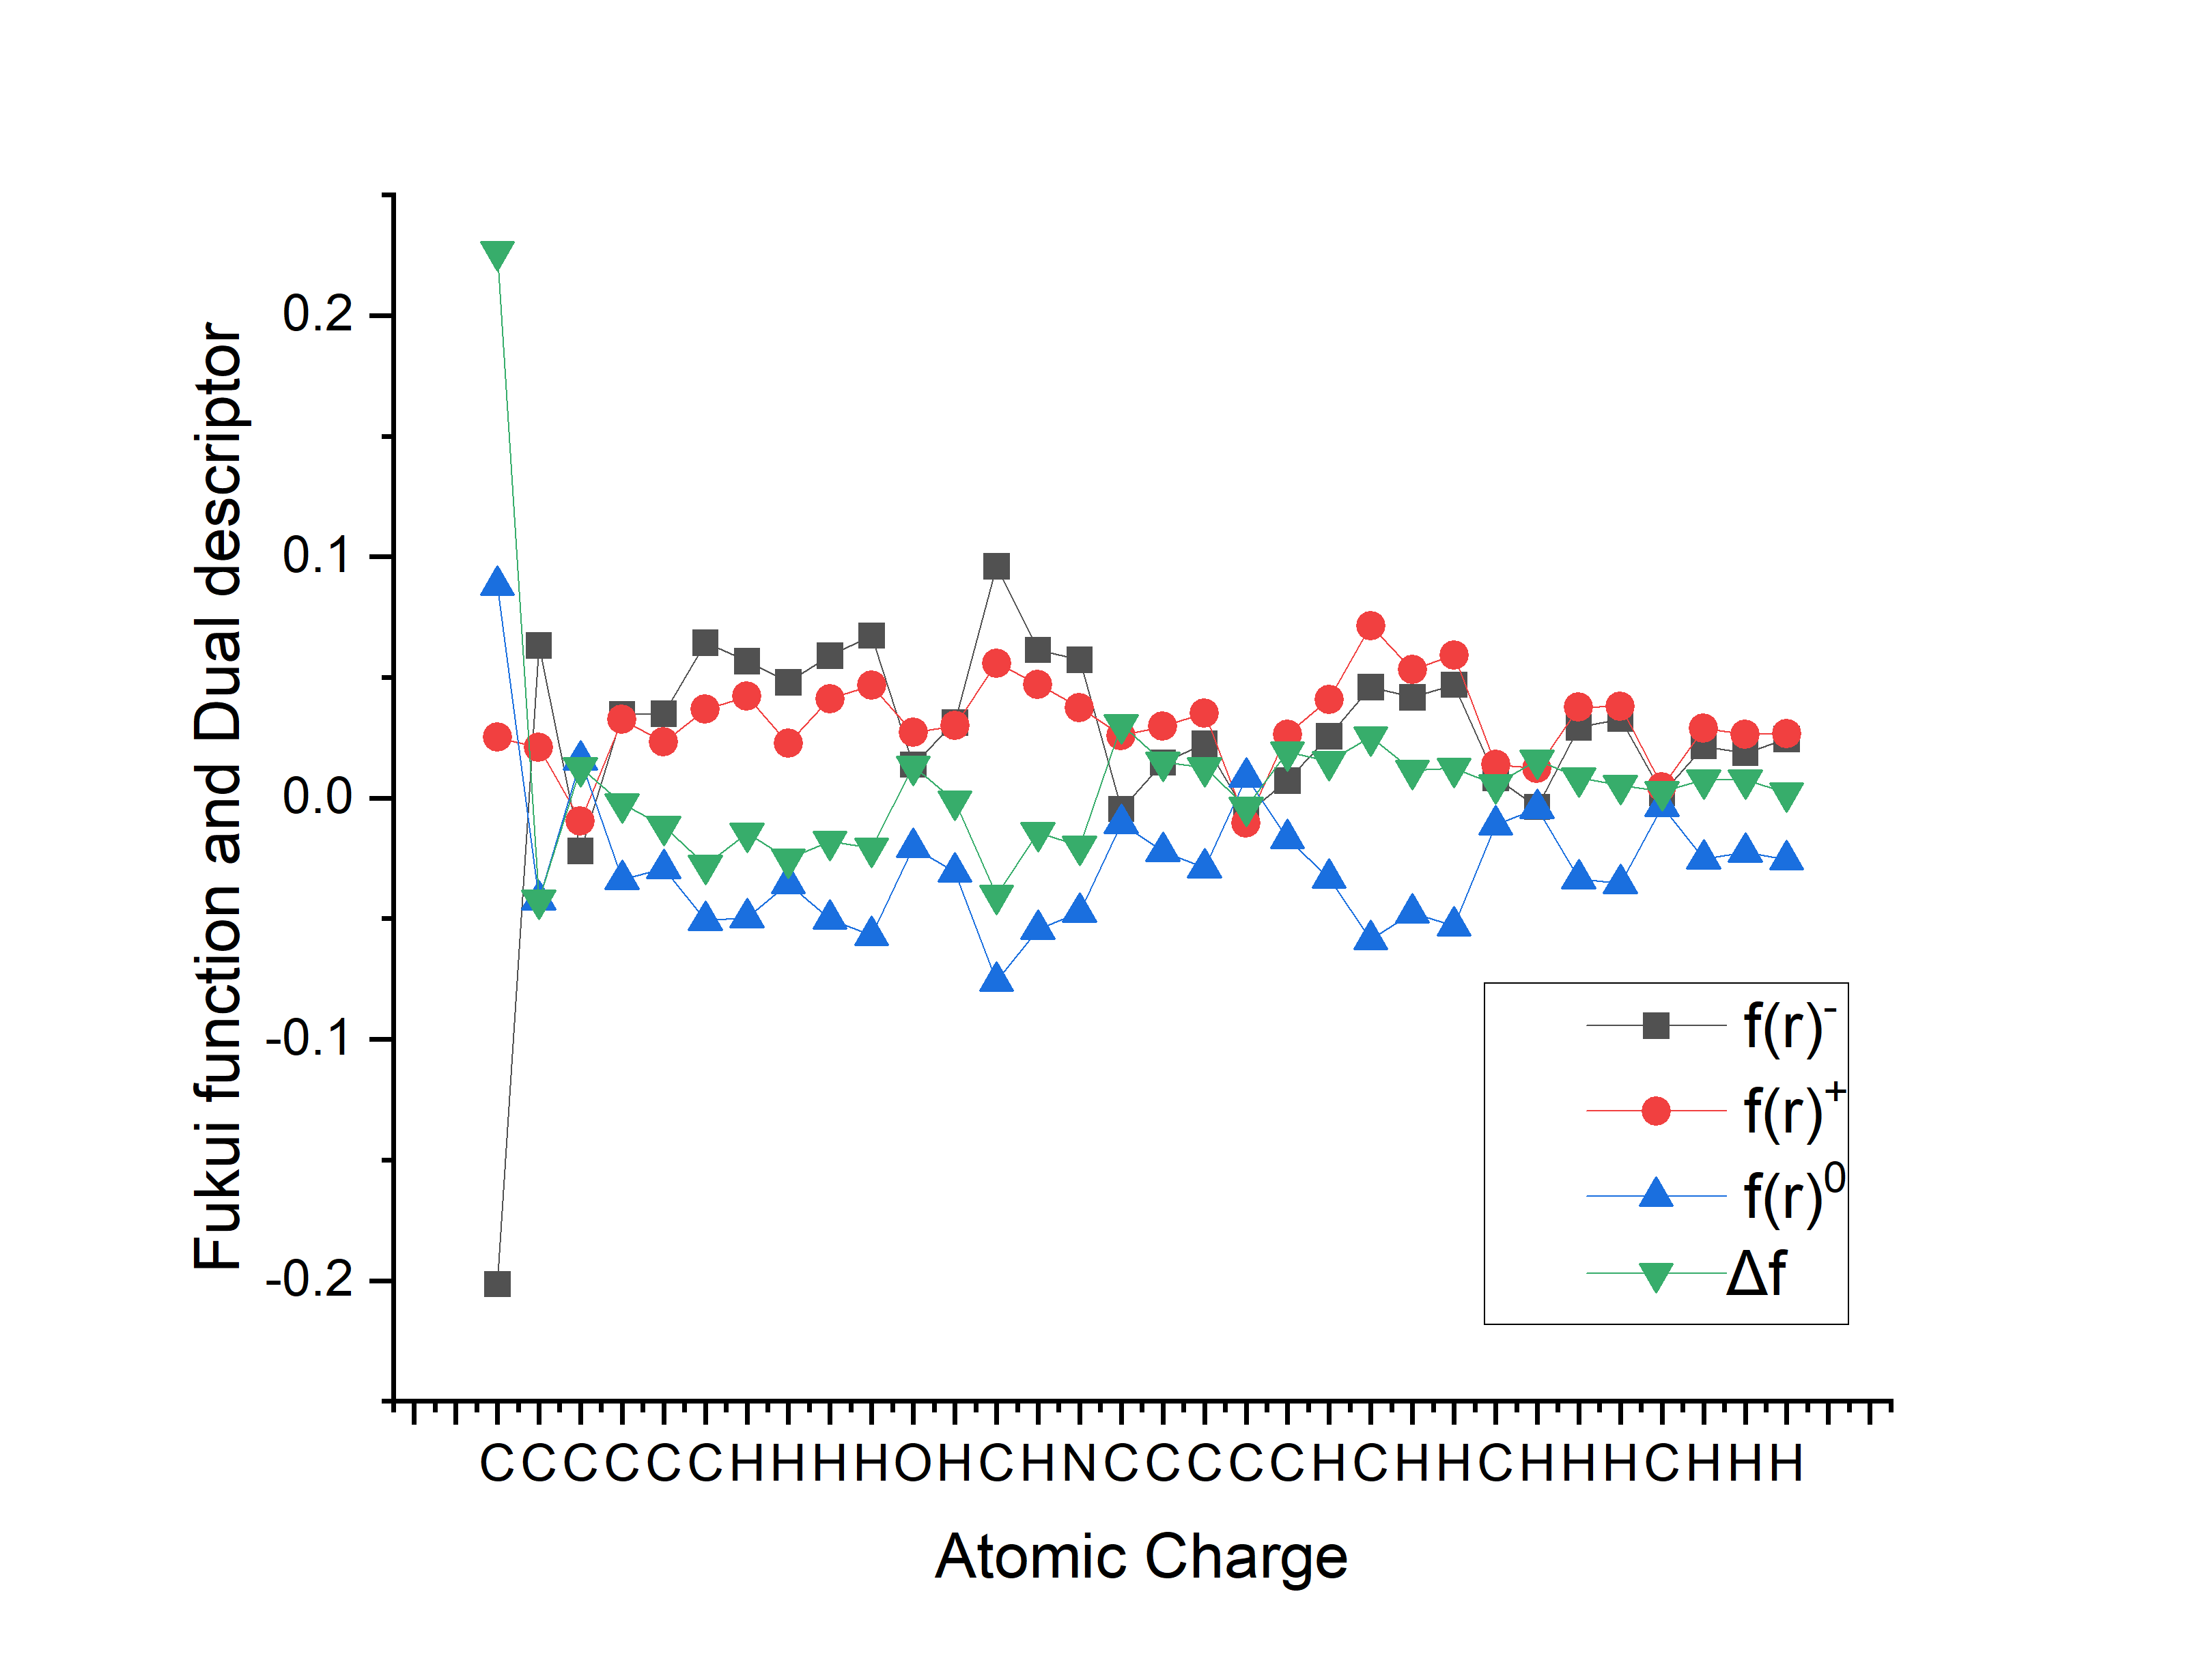 Fukui function and Dual descriptor
0.2
0.1
0.0
-0.1
-0.2
f(r)⁻
f(r)⁺
f(r)⁰
Δf
C C C C C C H H H H O H C H N C C C C C H C H H C H H H C H H H
Atomic Charge